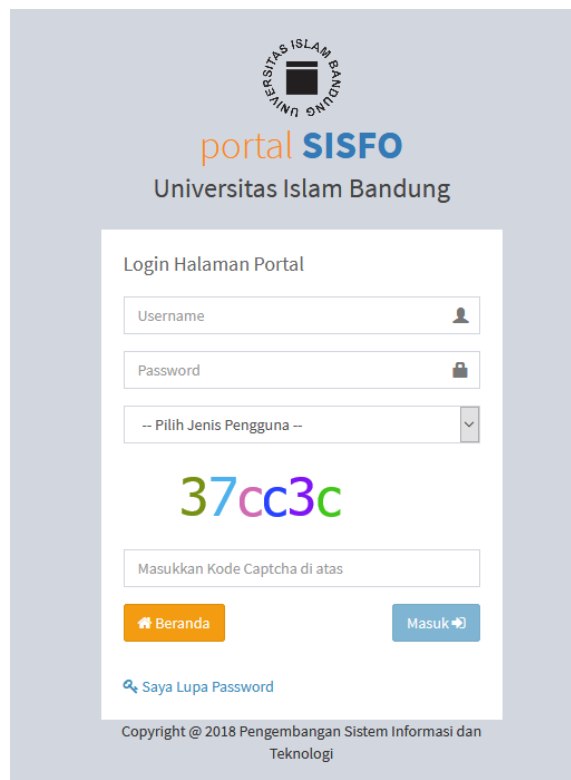 UNIVERSITAS ISLAM BANDUNG
portal SISFO
Universitas Islam Bandung
Login Halaman Portal
Username
Password
-- Pilih Jenis Pengguna --
37cc3c
Masukkan Kode Captcha di atas
Beranda
Masuk
Saya Lupa Password
Copyright @ 2018 Pengembangan Sistem Informasi dan
Teknologi